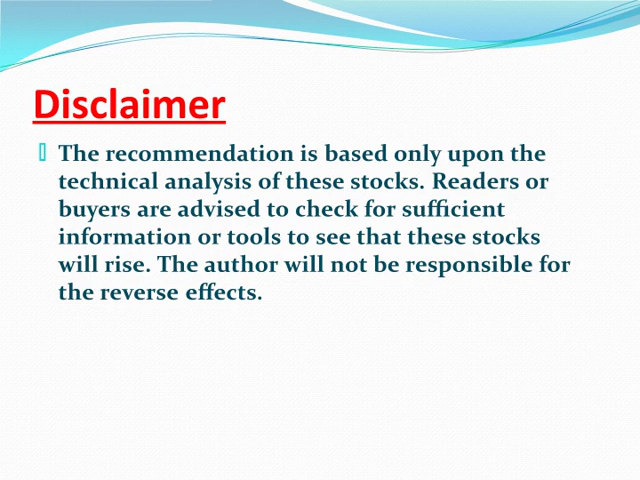 Disclaimer
The recommendation is based only upon the
technical analysis of these stocks. Readers or
buyers are advised to check for sufficient
information or tools to see that these stocks
will rise. The author will not be responsible for
the reverse effects.